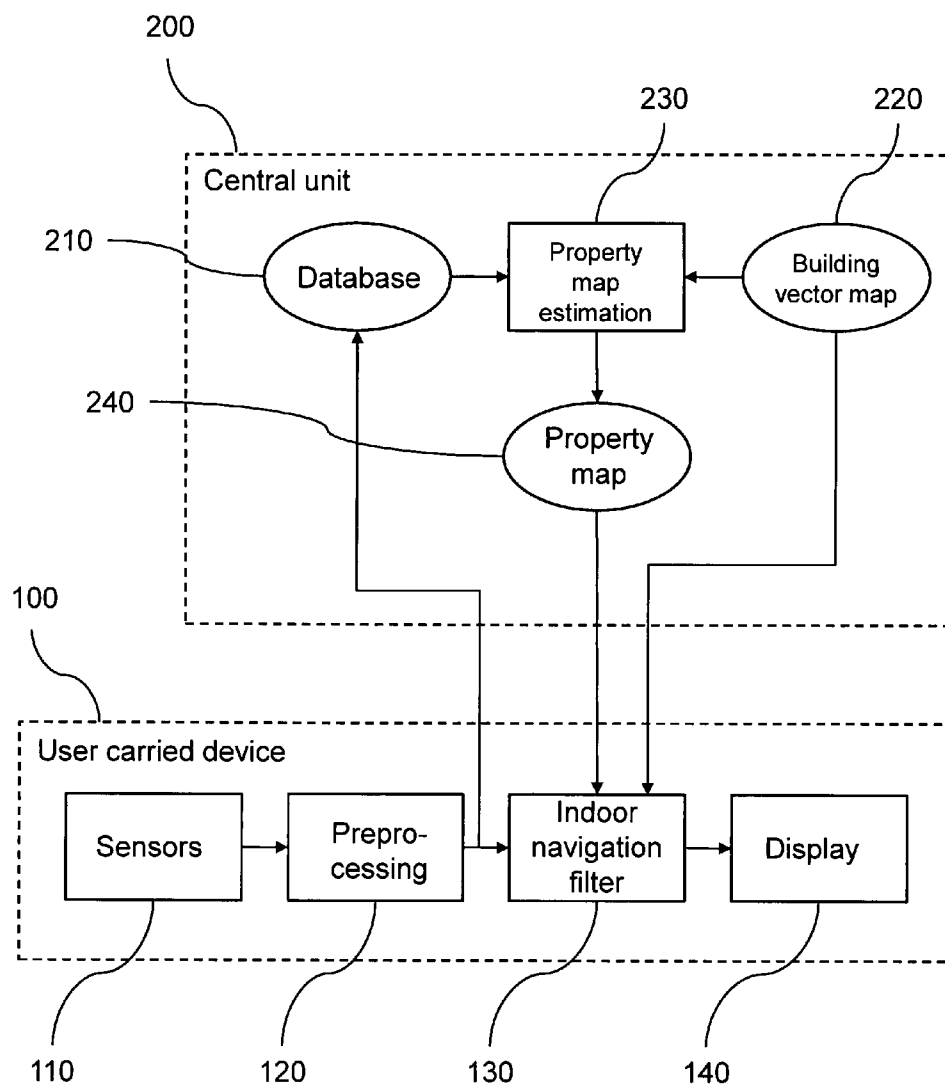 200
230
220
Central unit
210
Database
Property
map
estimation
Building
vector map
240
Property
map
100
User carried device
Sensors
Prepro-
cessing
Indoor
navigation
filter
Display
110
120
130
140